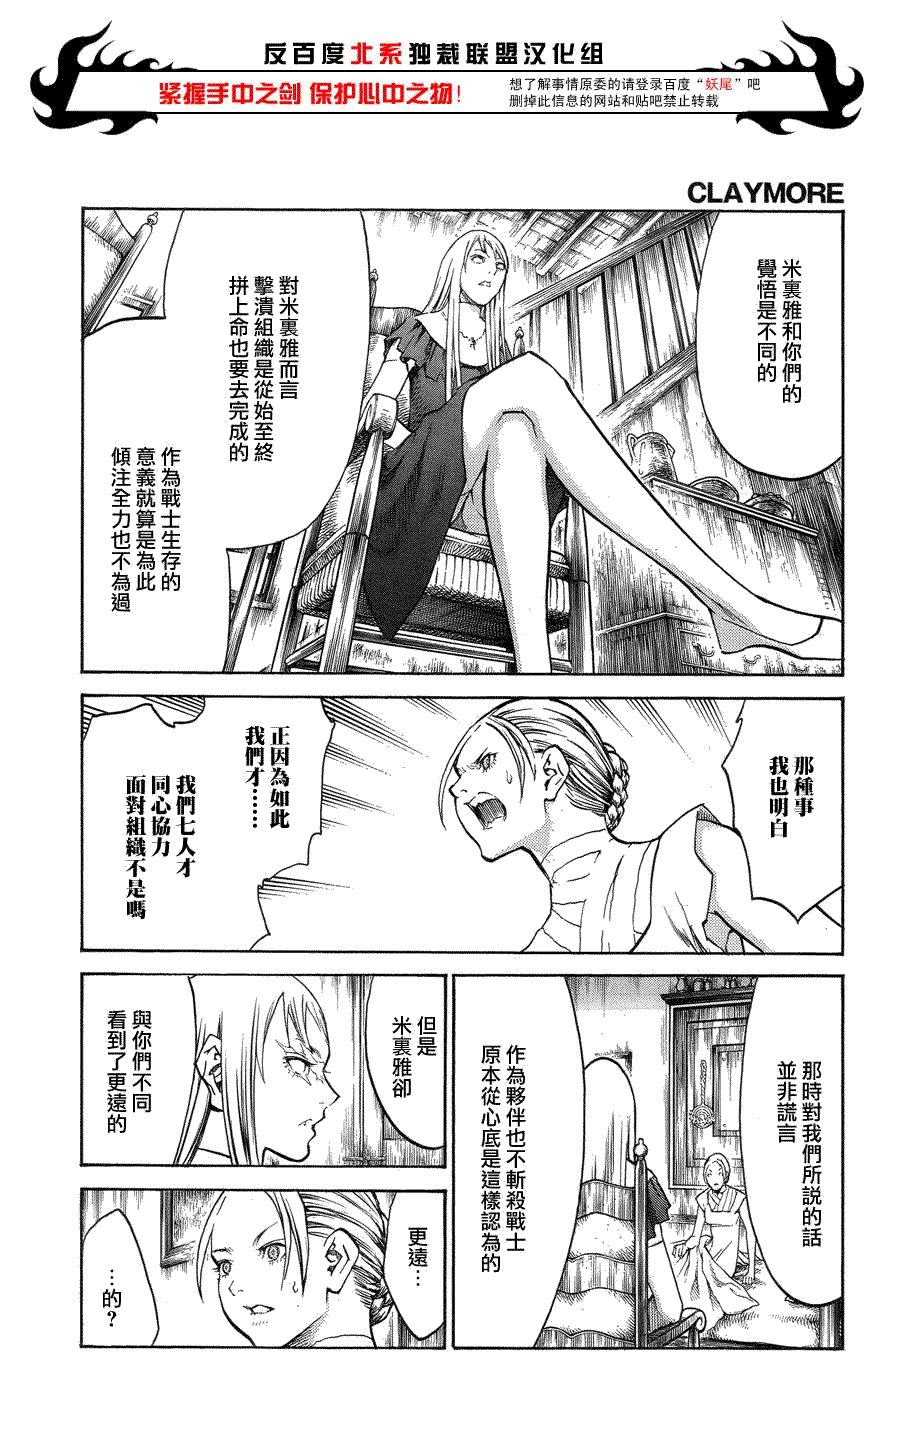 反百度北系独裁联盟汉化组
紧握手中之剑 保护心中之物!
想了解事情原委的请登录百度“妖尾”吧
删掉此信息的网站和贴吧禁止转载
CLAYMORE
米裏雅和你們的
覺悟是不同的
對米裏雅而言
擊潰組織是從始至終
拼上命也要去完成的
作為戰士生存的
意義就算是為此
傾注全力也不為過
那種事
我也明白
正因為如此
我們才……
我們七人才
同心協力
面對組織不是嗎
那時對我們所說的話
並非謊言
作為夥伴也不斬殺戰士
原本從心底是這樣認為的
但是
米裏雅卻
與你們不同
看到了更遠的
更遠…
…的？